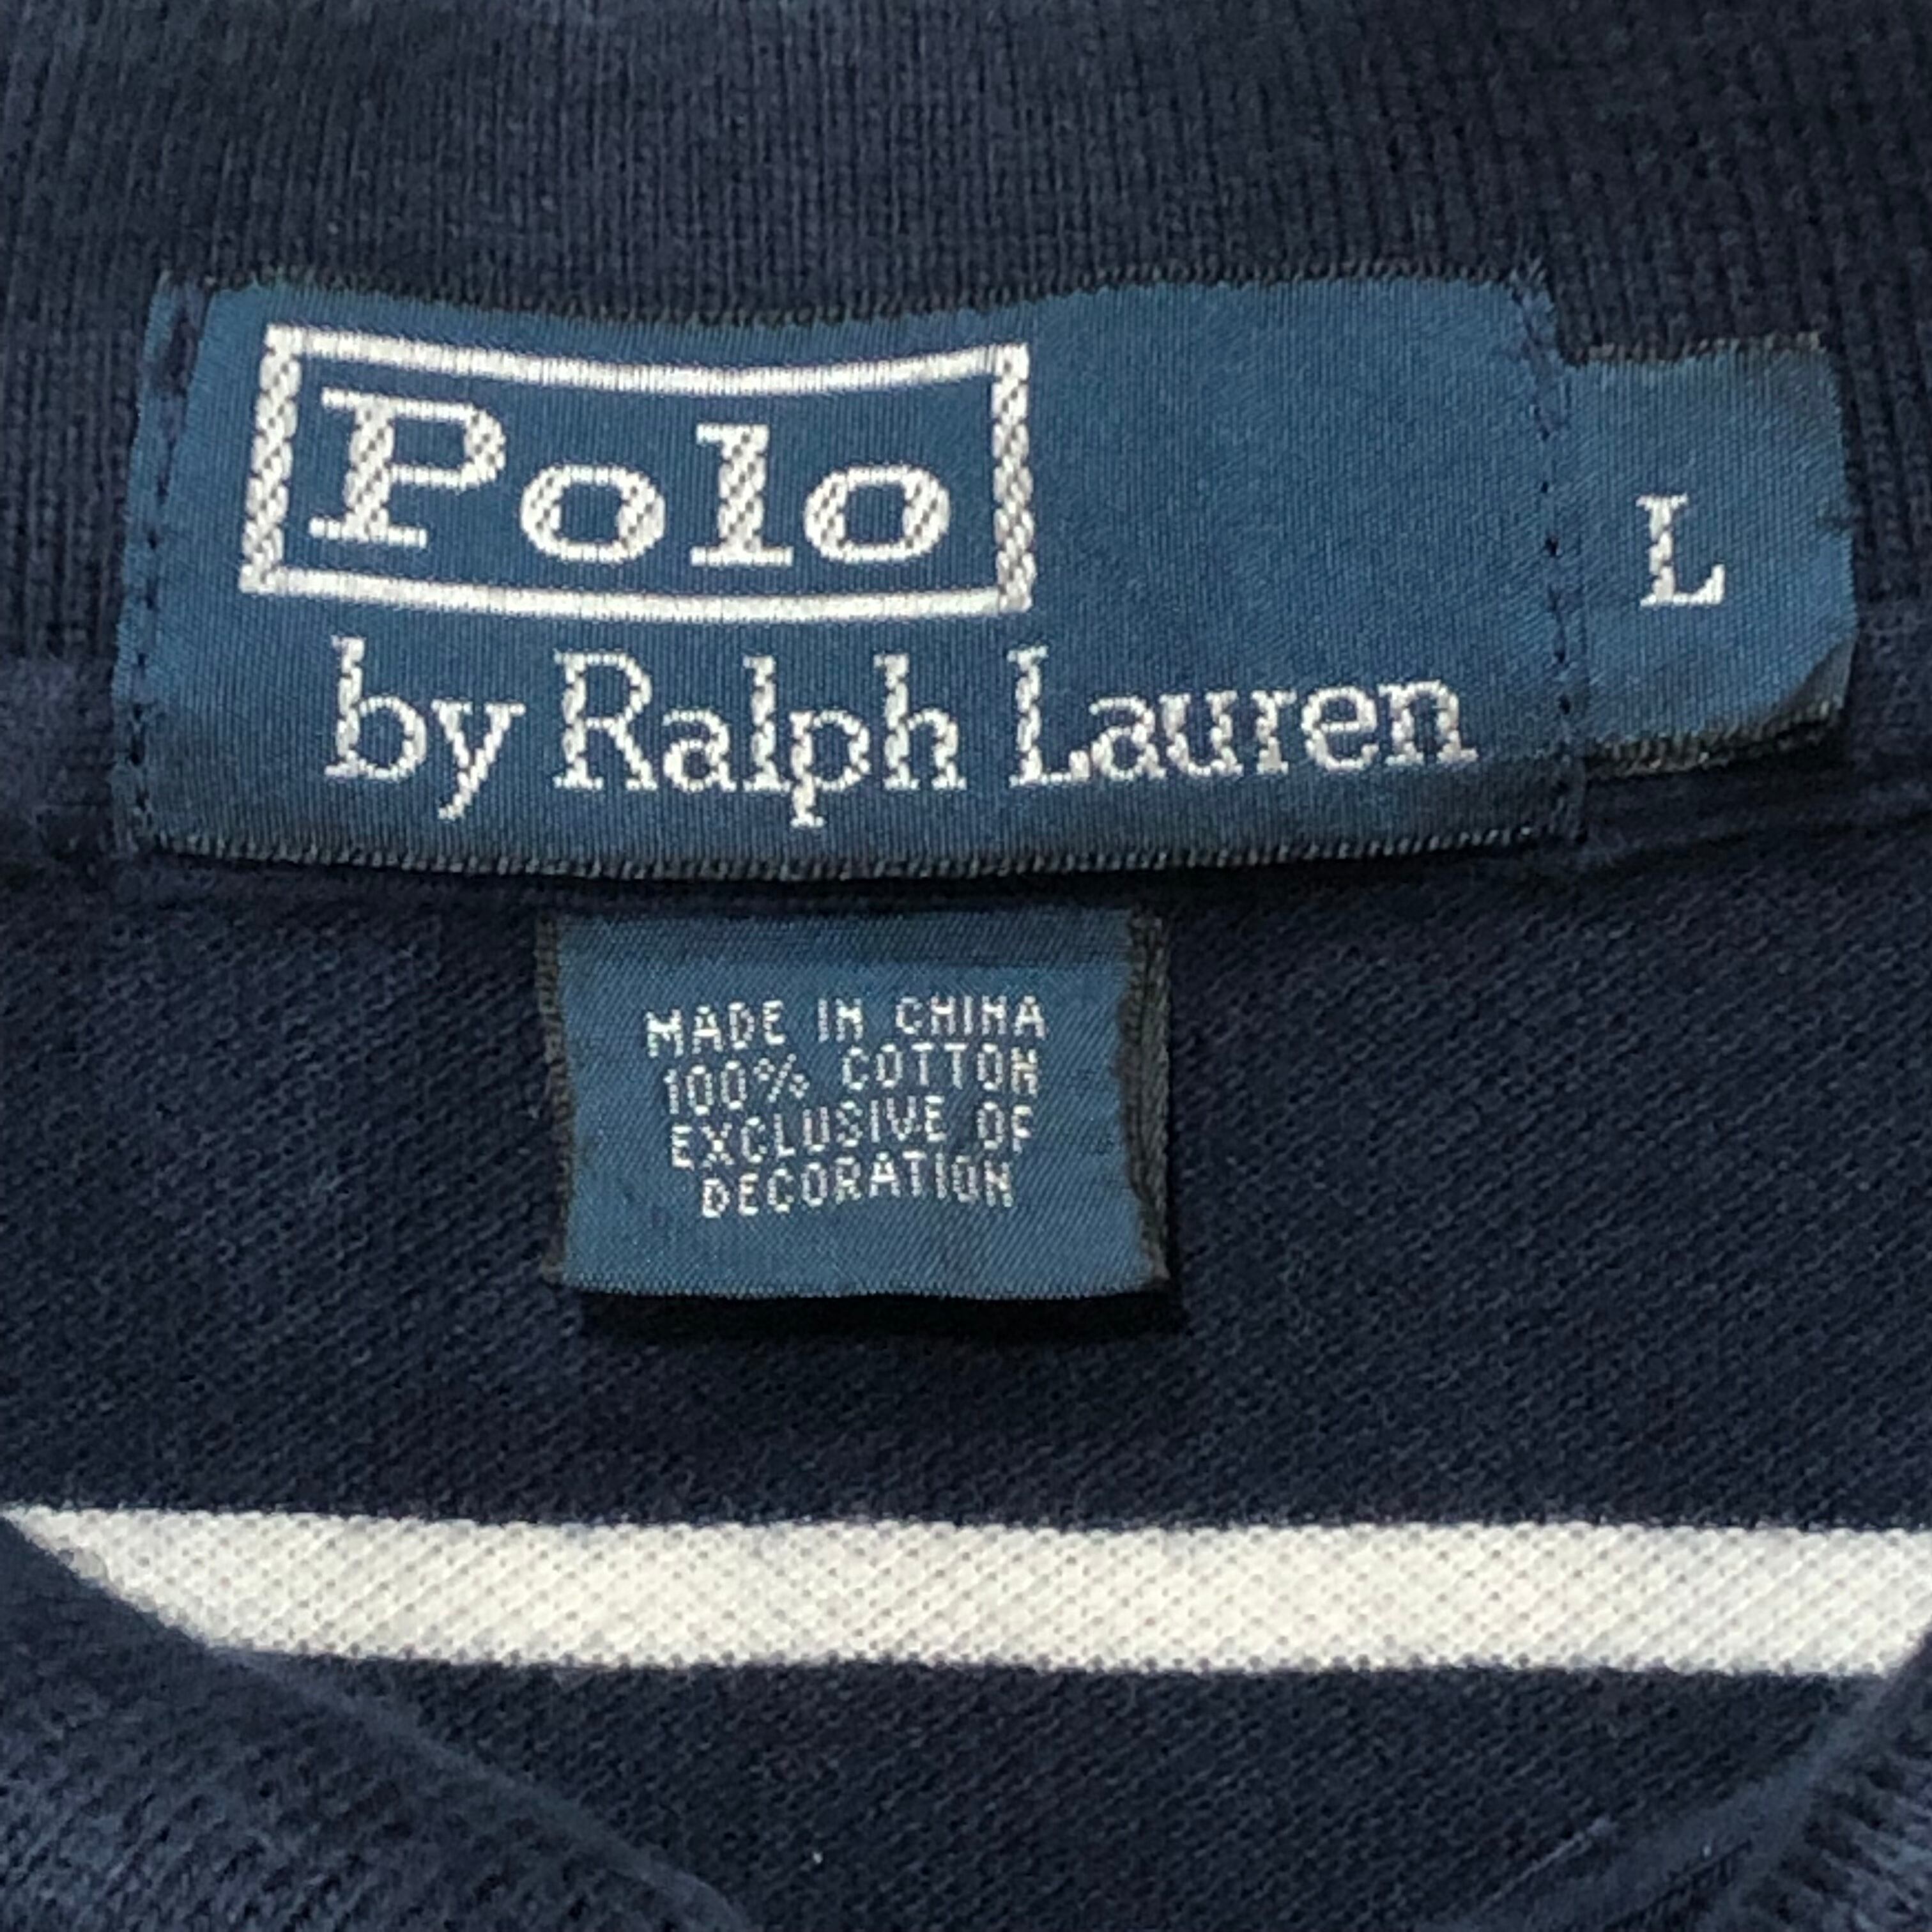 Polo
by Ralph Lauren
L
MADE IN CHINA
100% COTTON
EXCLUSIVE OF
DECORATION